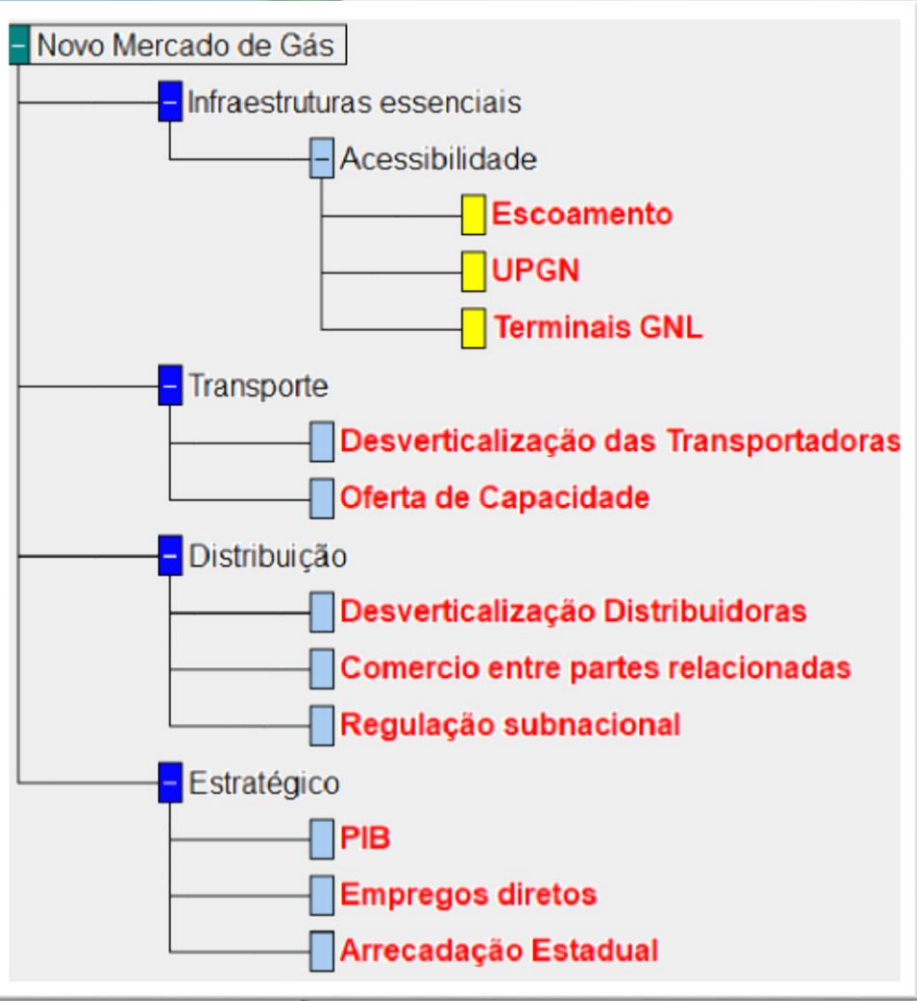 Novo Mercado de Gás
Infraestruturas essenciais
Acessibilidade
Escoamento
UPGN
Terminais GNL
Transporte
Desverticalização das Transportadoras
Oferta de Capacidade
Distribuição
Desverticalização Distribuidoras
Comercio entre partes relacionadas
Regulação subnacional
Estratégico
PIB
Empregos diretos
Arrecadação Estadual